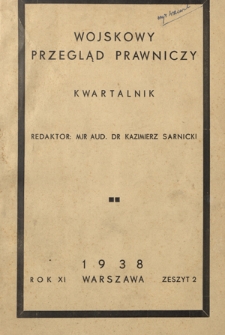 WOJSKOWY
PRZEGLĄD PRAWNICZY
KWARTALNIK
REDAKTOR: MJR AUD. DR KAZIMIERZ SARNICKI
1938
ROK XI WARSZAWA ZESZYT 2